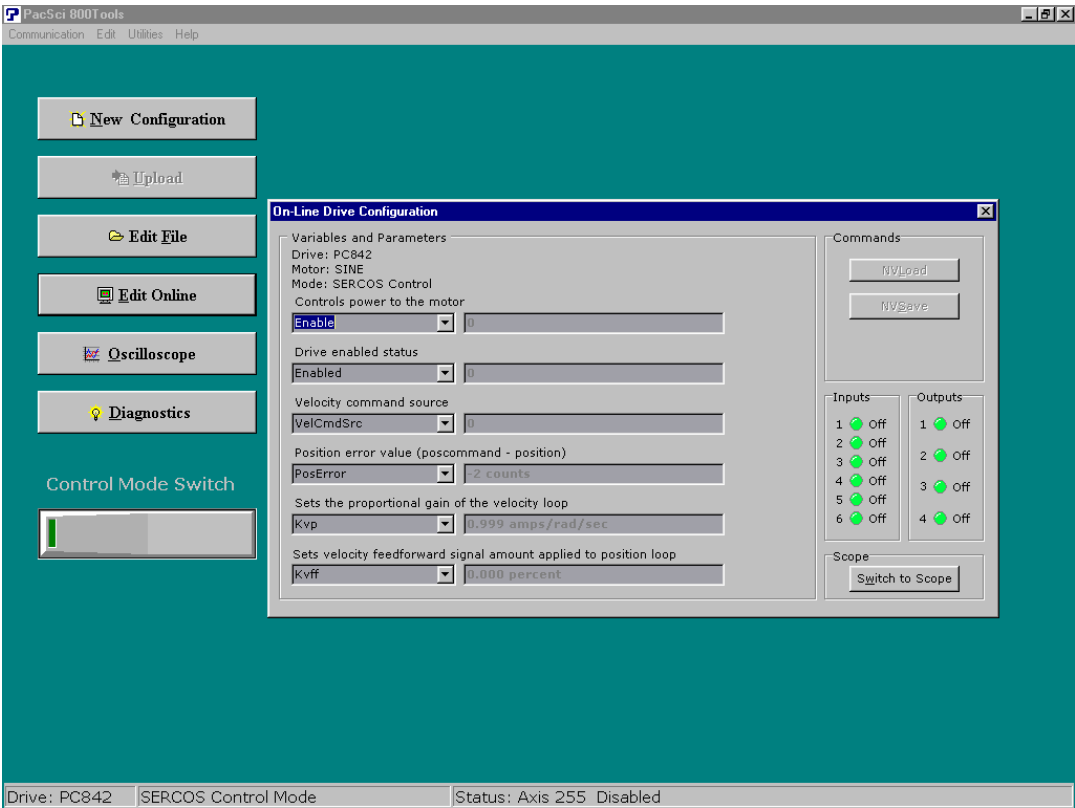 PacSci 800Tools
Communication Edit Utilities Help
New Configuration
Upload
Edit File
Edit Online
Oscilloscope
Diagnostics
Control Mode Switch
On-Line Drive Configuration
Variables and Parameters
Drive: PC842
Motor: SINE
Mode: SERCOS Control
Controls power to the motor
Enable 0
Drive enabled status
Enabled 0
Velocity command source
VelCmdSrc 0
Position error value (poscommand - position)
PosError -2 counts
Sets the proportional gain of the velocity loop
Kvp 0.999 amps/rad/sec
Sets velocity feedforward signal amount applied to position loop
Kvff 0.000 percent
Commands
NVLoad
NVSave
Inputs
1 Off
2 Off
3 Off
4 Off
5 Off
6 Off
Outputs
1 Off
2 Off
3 Off
4 Off
Scope
Switch to Scope
Drive: PC842 SERCOS Control Mode Status: Axis 255 Disabled